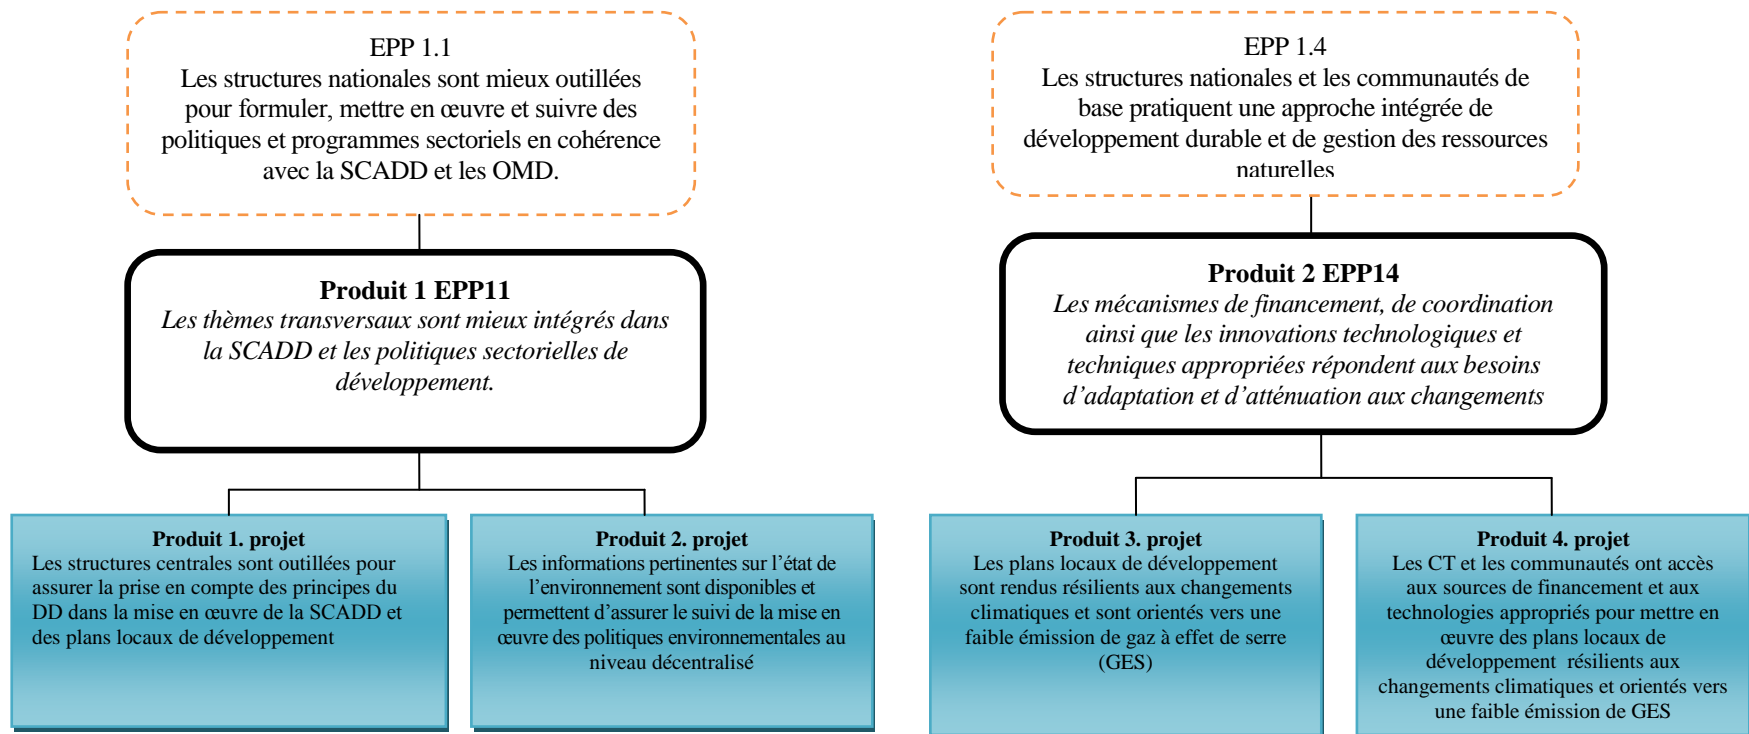 EPP 1.1
Les structures nationales sont mieux outillées
pour formuler, mettre en œuvre et suivre des
politiques et programmes sectoriels en cohérence
avec la SCADD et les OMD.
Produit 1 EPP11
Les thèmes transversaux sont mieux intégrés dans
la SCADD et les politiques sectorielles de
développement.
Produit 1. projet
Les structures centrales sont outillées pour
assurer la prise en compte des principes du
DD dans la mise en œuvre de la SCADD et
des plans locaux de développement
Produit 2. projet
Les informations pertinentes sur l’état de
l’environnement sont disponibles et
permettent d’assurer le suivi de la mise en
œuvre des politiques environnementales au
niveau décentralisé
EPP 1.4
Les structures nationales et les communautés de
base pratiquent une approche intégrée de
développement durable et de gestion des ressources
naturelles
Produit 2 EPP14
Les mécanismes de financement, de coordination
ainsi que les innovations technologiques et
techniques appropriées répondent aux besoins
d’adaptation et d’atténuation aux changements
Produit 3. projet
Les plans locaux de développement
sont rendus résilients aux changements
climatiques et sont orientés vers une
faible émission de gaz à effet de serre
(GES)
Produit 4. projet
Les CT et les communautés ont accès
aux sources de financement et aux
technologies appropriés pour mettre en
œuvre des plans locaux de
développement  résilients aux
changements climatiques et orientés vers
une faible émission de GES